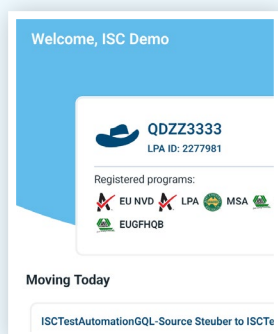 Welcome, ISC Demo
QDZZ3333
LPA ID: 2277981
Registered programs:
EU NVD LPA MSA
EUGFHQB
Moving Today
ISCTestAutomationGQL-Source Steuber to ISCTe